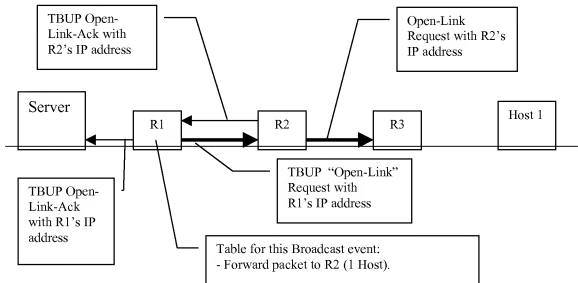 TBUP Open-
Link-Ack with
R2's IP address
Open-Link
Request with R2's
IP address
Server
R1
R2
R3
Host 1
TBUP Open-
Link-Ack
with R1's IP
address
TBUP “Open-Link”
Request with
R1's IP address
Table for this Broadcast event:
- Forward packet to R2 (1 Host).